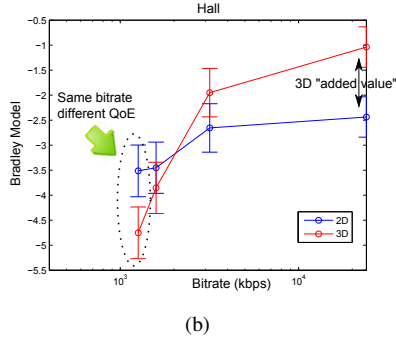 Hall
−0.5
−1
−1.5
−2
−2.5
−3
−3.5
−4
−4.5
−5
−5.5
Bradley Model
Same bitrate
different QoE
3D "added value"
2D
3D
10³
10⁴
Bitrate (kbps)
(b)